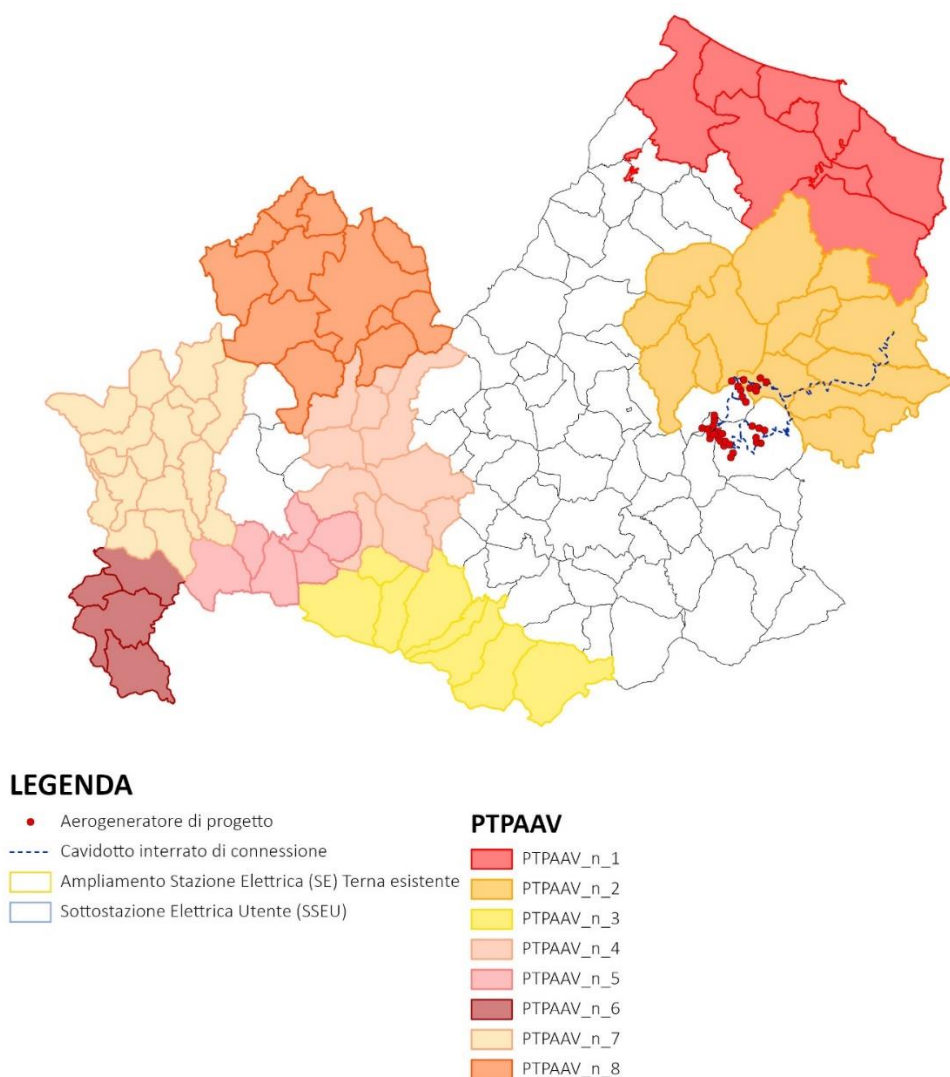 LEGENDA
Aerogeneratore di progetto
Cavidotto interrato di connessione
Ampliamento Stazione Elettrica (SE) Terna esistente
Sottostazione Elettrica Utente (SSEU)
PTPAAV
PTPAAV_n_1
PTPAAV_n_2
PTPAAV_n_3
PTPAAV_n_4
PTPAAV_n_5
PTPAAV_n_6
PTPAAV_n_7
PTPAAV_n_8